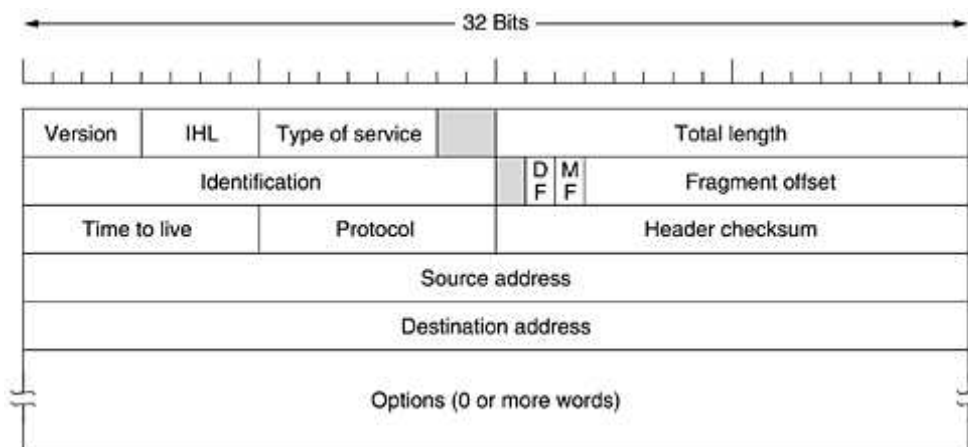 32 Bits
Version IHL Type of service Total length
Identification D F M F Fragment offset
Time to live Protocol Header checksum
Source address
Destination address
Options (0 or more words)